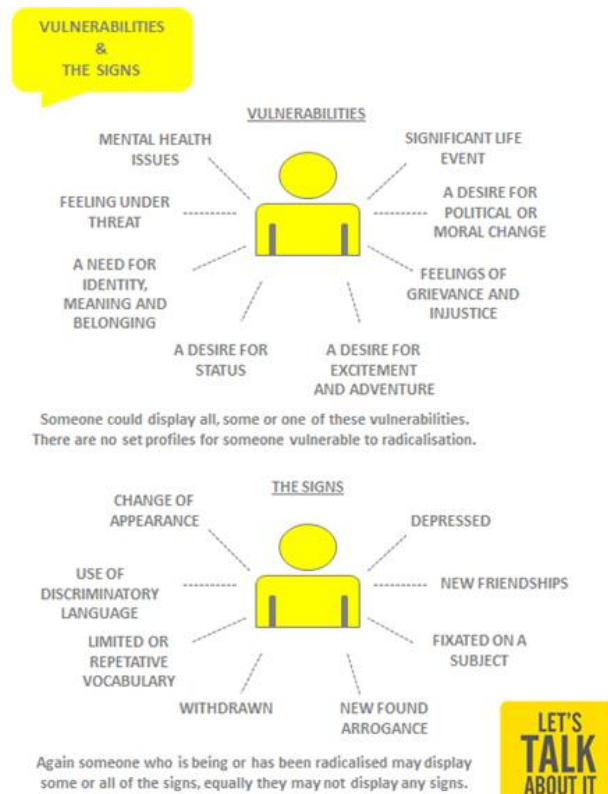 VULNERABILITIES
&
THE SIGNS
VULNERABILITIES
MENTAL HEALTH
ISSUES
SIGNIFICANT LIFE
EVENT
FEELING UNDER
THREAT
A DESIRE FOR
POLITICAL OR
MORAL CHANGE
A NEED FOR
IDENTITY,
MEANING AND
BELONGING
FEELINGS OF
GRIEVANCE AND
INJUSTICE
A DESIRE FOR
STATUS
A DESIRE FOR
EXCITEMENT
AND ADVENTURE
Someone could display all, some or one of these vulnerabilities.
There are no set profiles for someone vulnerable to radicalisation.
THE SIGNS
CHANGE OF
APPEARANCE
DEPRESSED
USE OF
DISCRIMINATORY
LANGUAGE
NEW FRIENDSHIPS
LIMITED OR
REPETATIVE
VOCABULARY
FIXATED ON A
SUBJECT
WITHDRAWN
NEW FOUND
ARROGANCE
Again someone who is being or has been radicalised may display
some or all of the signs, equally they may not display any signs.
LET'S
TALK
ABOUT IT